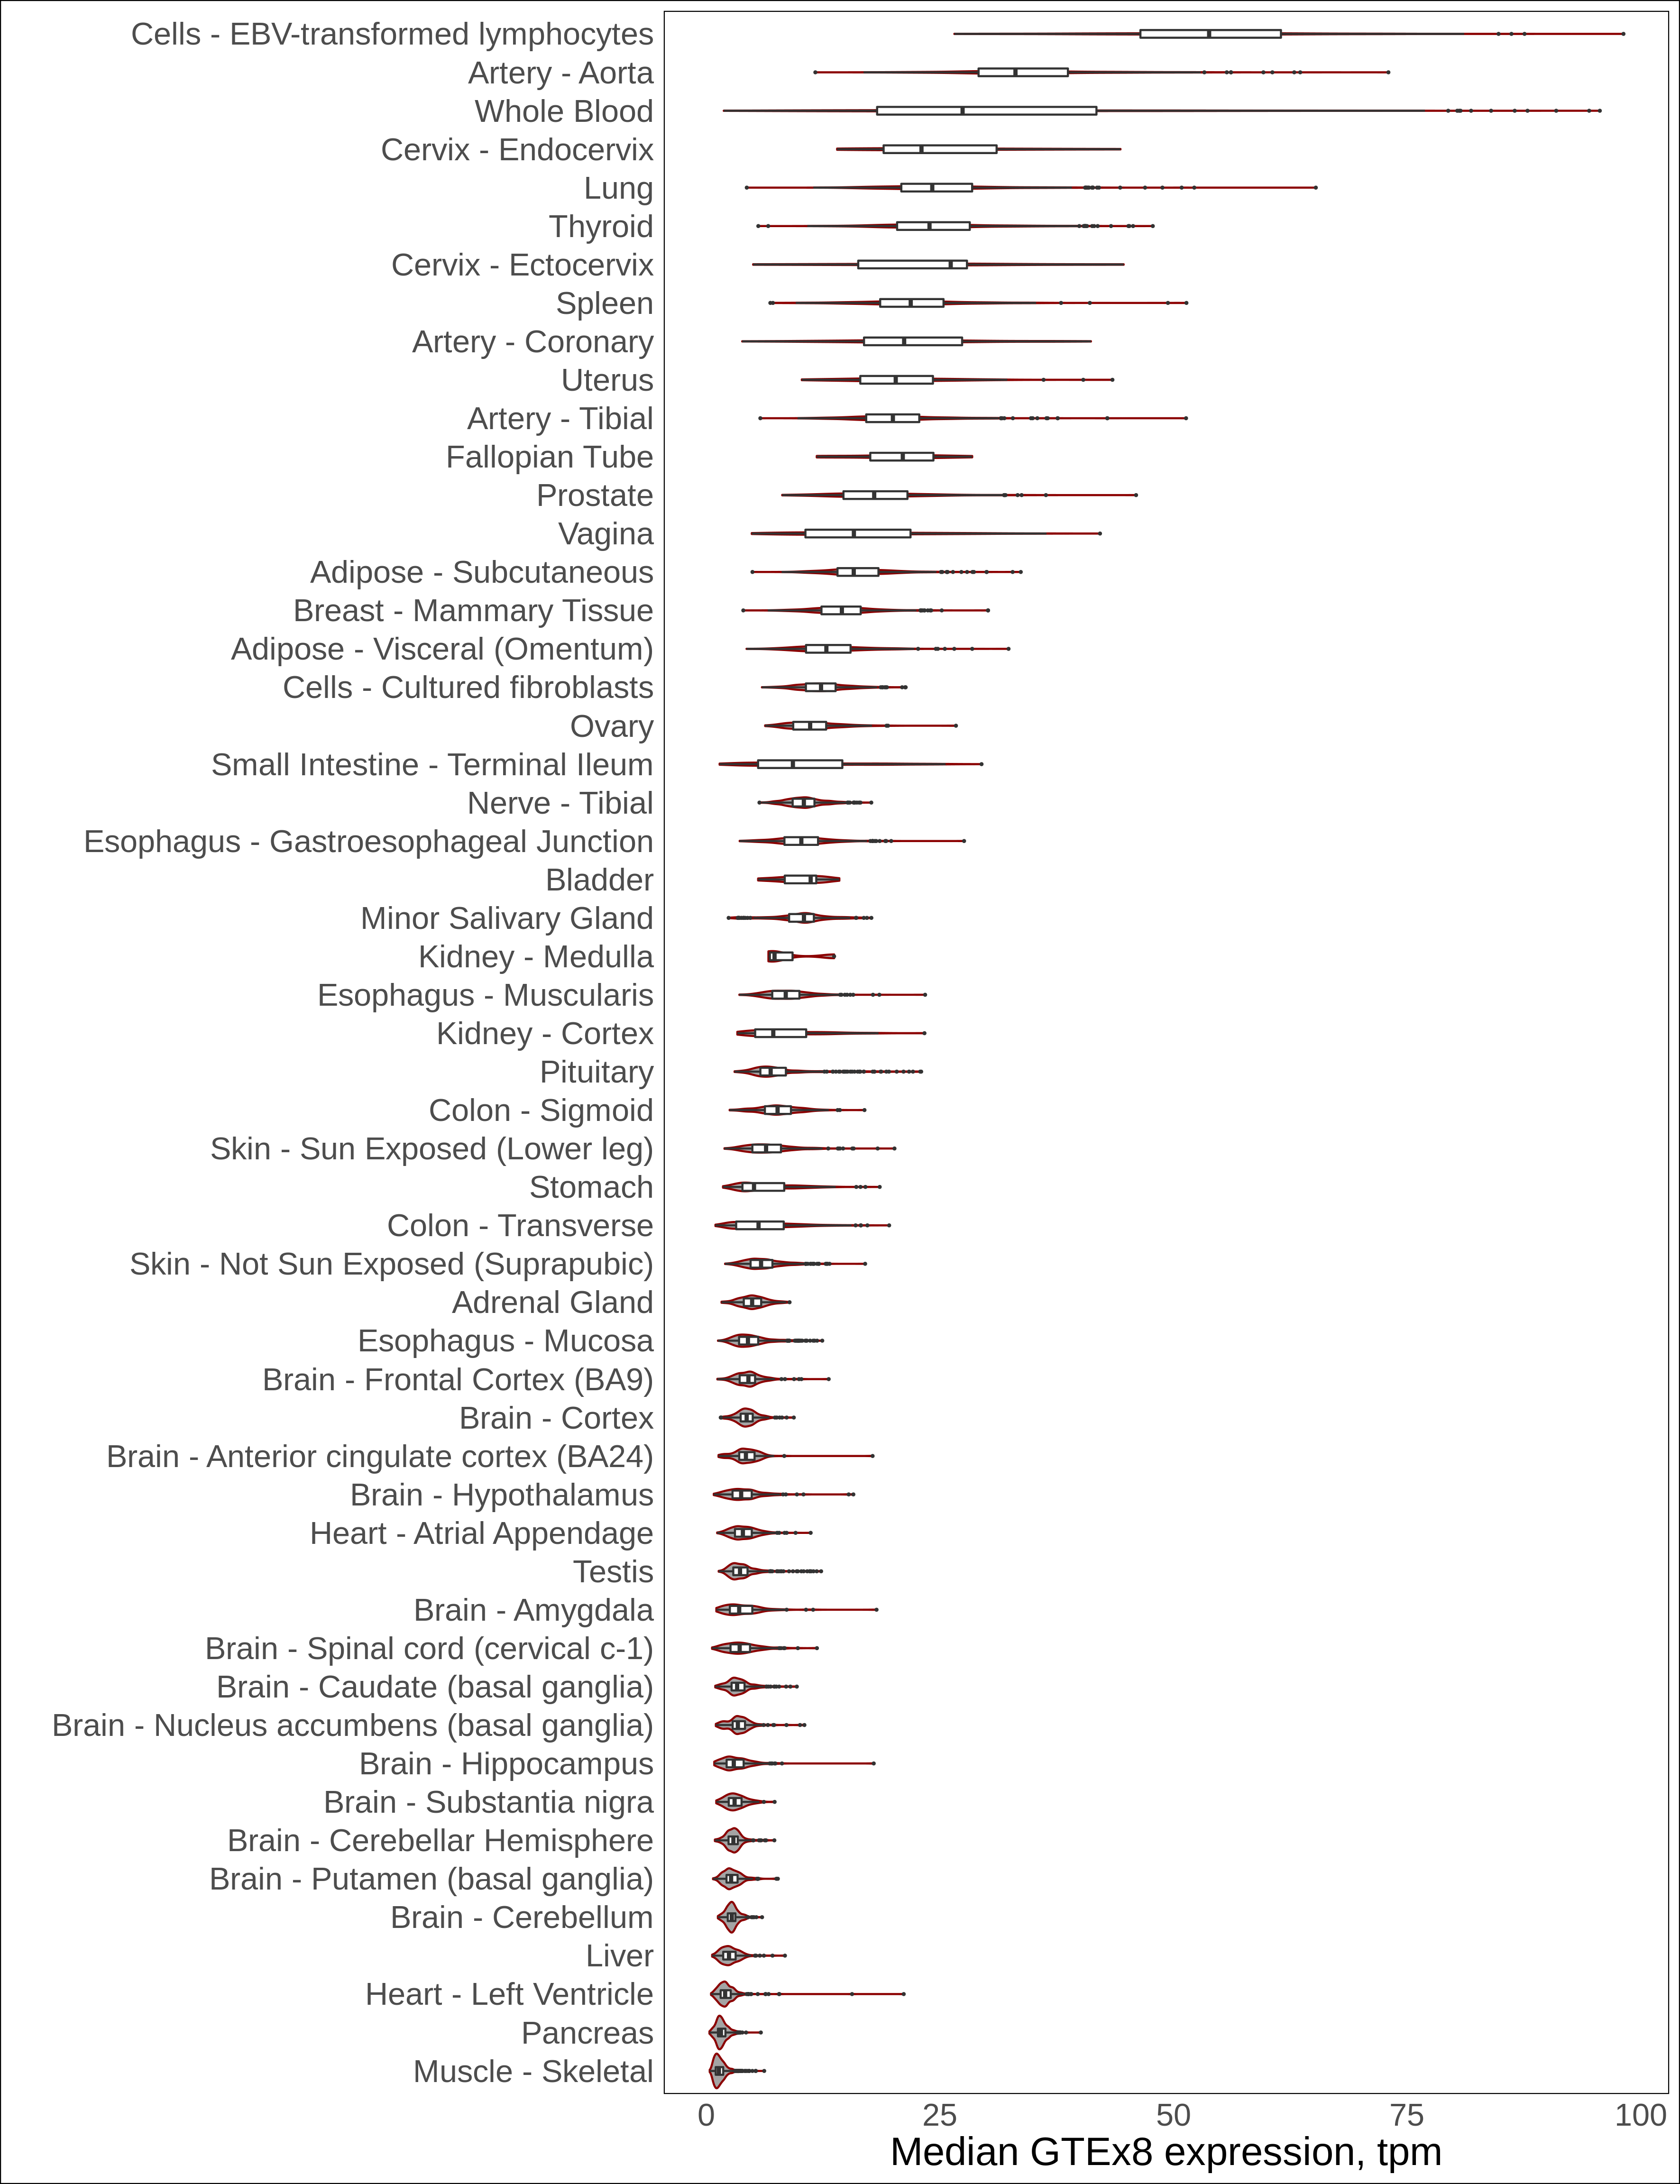 Cells - EBV-transformed lymphocytes
Artery - Aorta
Whole Blood
Cervix - Endocervix
Lung
Thyroid
Cervix - Ectocervix
Spleen
Artery - Coronary
Uterus
Artery - Tibial
Fallopian Tube
Prostate
Vagina
Adipose - Subcutaneous
Breast - Mammary Tissue
Adipose - Visceral (Omentum)
Cells - Cultured fibroblasts
Ovary
Small Intestine - Terminal Ileum
Nerve - Tibial
Esophagus - Gastroesophageal Junction
Bladder
Minor Salivary Gland
Kidney - Medulla
Esophagus - Muscularis
Kidney - Cortex
Pituitary
Colon - Sigmoid
Skin - Sun Exposed (Lower leg)
Stomach
Colon - Transverse
Skin - Not Sun Exposed (Suprapubic)
Adrenal Gland
Esophagus - Mucosa
Brain - Frontal Cortex (BA9)
Brain - Cortex
Brain - Anterior cingulate cortex (BA24)
Brain - Hypothalamus
Heart - Atrial Appendage
Testis
Brain - Amygdala
Brain - Spinal cord (cervical c-1)
Brain - Caudate (basal ganglia)
Brain - Nucleus accumbens (basal ganglia)
Brain - Hippocampus
Brain - Substantia nigra
Brain - Cerebellar Hemisphere
Brain - Putamen (basal ganglia)
Brain - Cerebellum
Liver
Heart - Left Ventricle
Pancreas
Muscle - Skeletal
0 25 50 75 100
Median GTEx8 expression, tpm